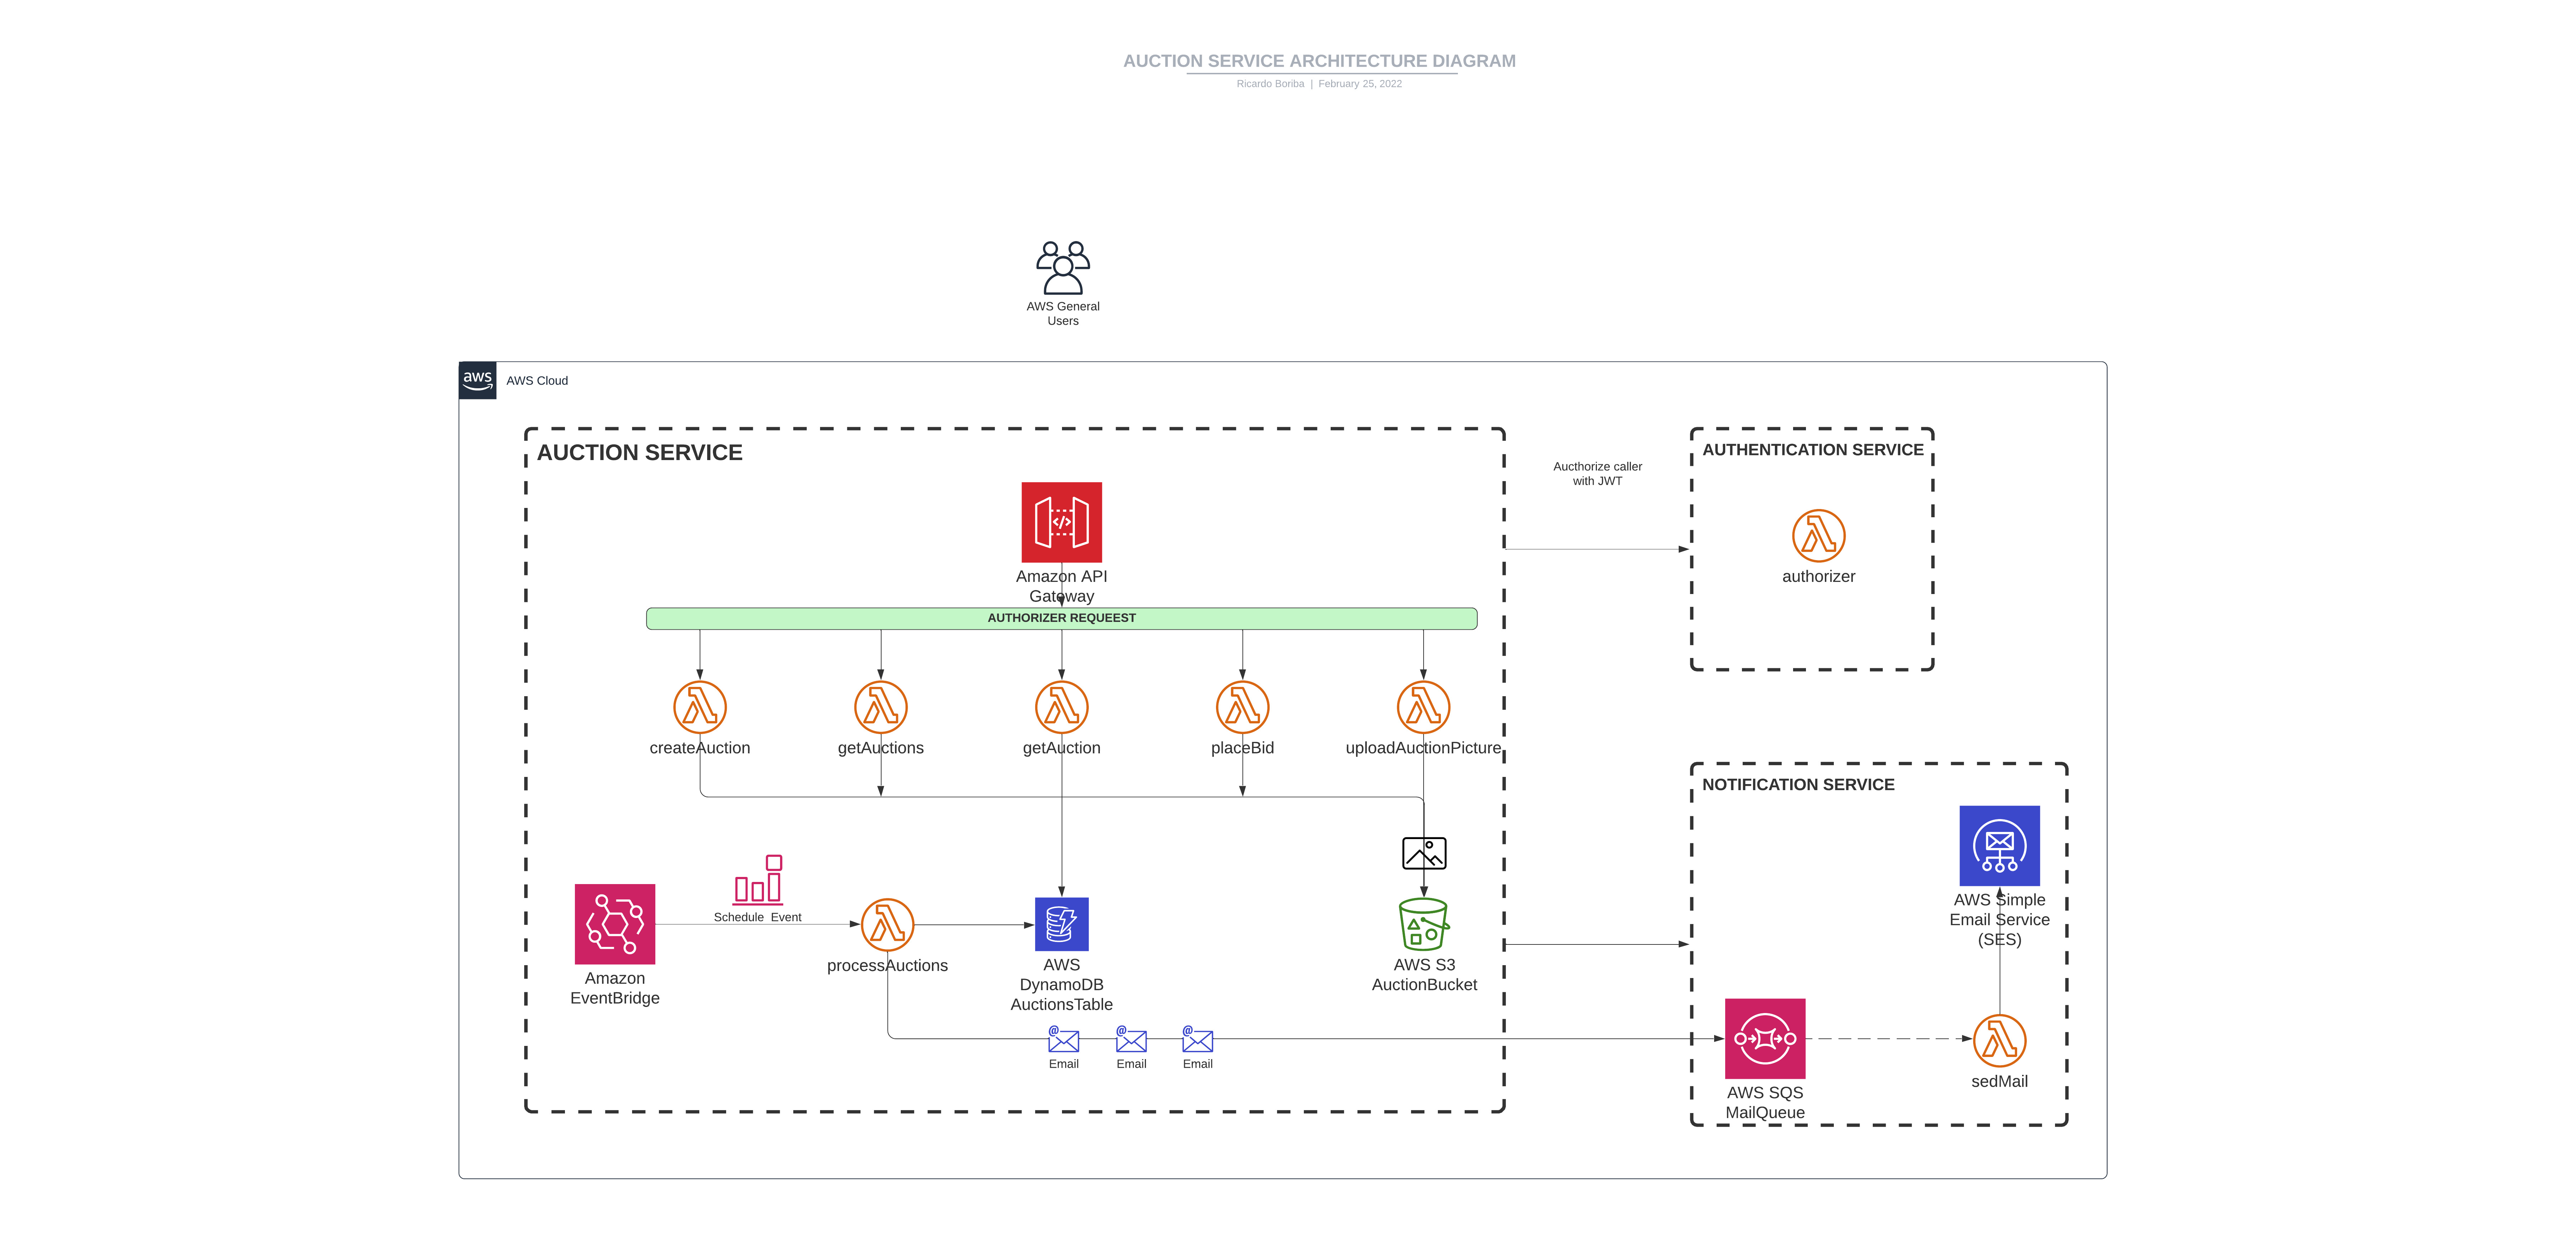 AUCTION SERVICE ARCHITECTURE DIAGRAM
Ricardo Boriba | February 25, 2022
AWS General
Users
aws
AWS Cloud
AUCTION SERVICE
Aucthorize caller
with JWT
AUTHENTICATION SERVICE
Amazon API
Gateway
authorizer
AUTHORIZER REQUEEST
createAuction
getAuctions
getAuction
placeBid
uploadAuctionPicture
NOTIFICATION SERVICE
Schedule Event
Amazon
EventBridge
processAuctions
AWS
DynamoDB
AuctionsTable
AWS S3
AuctionBucket
AWS Simple
Email Service
(SES)
Email
Email
Email
AWS SQS
MailQueue
sedMail